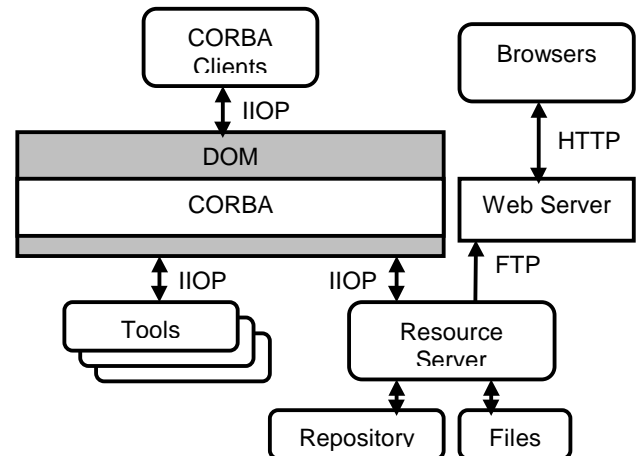 CORBA
Clients
Browsers
IIOP
HTTP
DOM
CORBA
Web Server
IIOP
IIOP
FTP
Tools
Resource
Server
Repository
Files